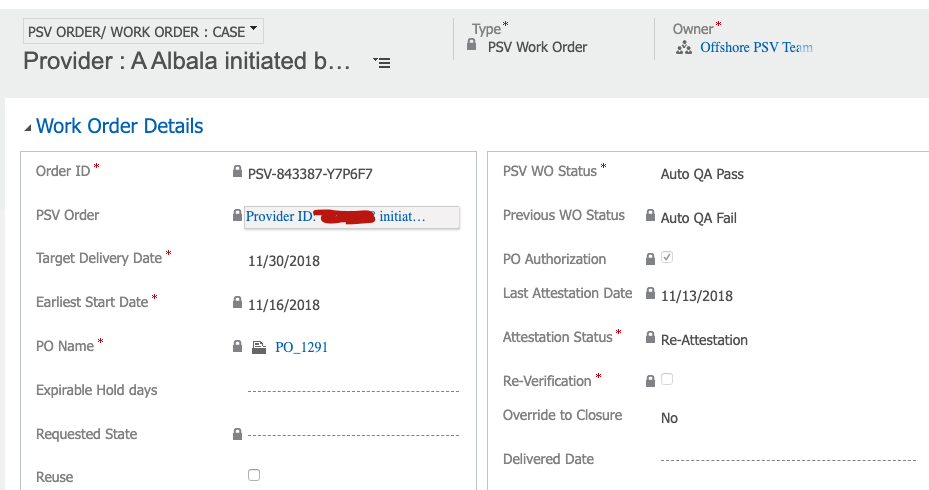 PSV ORDER/ WORK ORDER : CASE
Provider : A Albala initiated b...
Type*
PSV Work Order
Owner*
Offshore PSV Team
Work Order Details
Order ID* PSV-843387-Y7P6F7
PSV Order Provider ID: initiat...
Target Delivery Date* 11/30/2018
Earliest Start Date* 11/16/2018
PO Name* PO_1291
Expirable Hold days
Requested State
Reuse
PSV WO Status* Auto QA Pass
Previous WO Status Auto QA Fail
PO Authorization
Last Attestation Date 11/13/2018
Attestation Status* Re-Attestation
Re-Verification*
Override to Closure No
Delivered Date